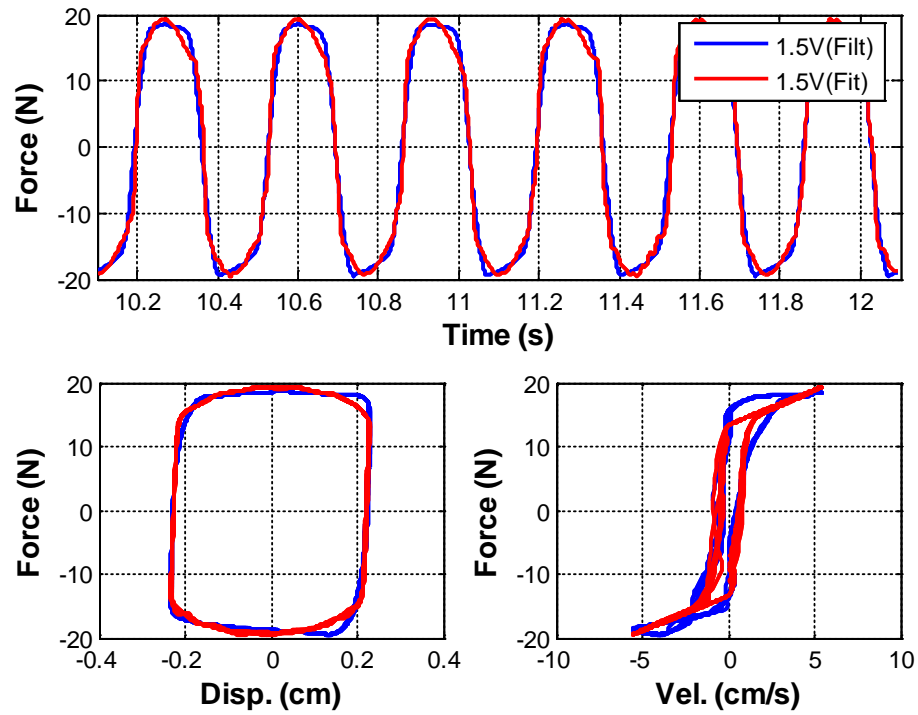 20
10
0
-10
-20
Force (N)
1.5V(Filt)
1.5V(Fit)
10.2 10.4 10.6 10.8 11 11.2 11.4 11.6 11.8 12
Time (s)
20
10
0
-10
-20
Force (N)
-0.4 -0.2 0 0.2 0.4
Disp. (cm)
20
10
0
-10
-20
Force (N)
-10 -5 0 5 10
Vel. (cm/s)